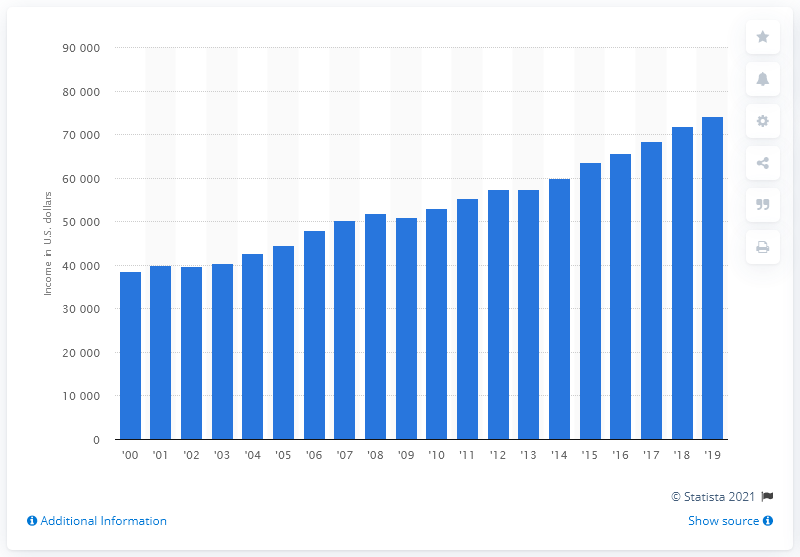 90 000
80 000
70 000
60 000
50 000
40 000
30 000
20 000
10 000
0
Income in U.S. dollars
'00 '01 '02 '03 '04 '05 '06 '07 '08 '09 '10 '11 '12 '13 '14 '15 '16 '17 '18 '19
© Statista 2021
Additional Information
Show source